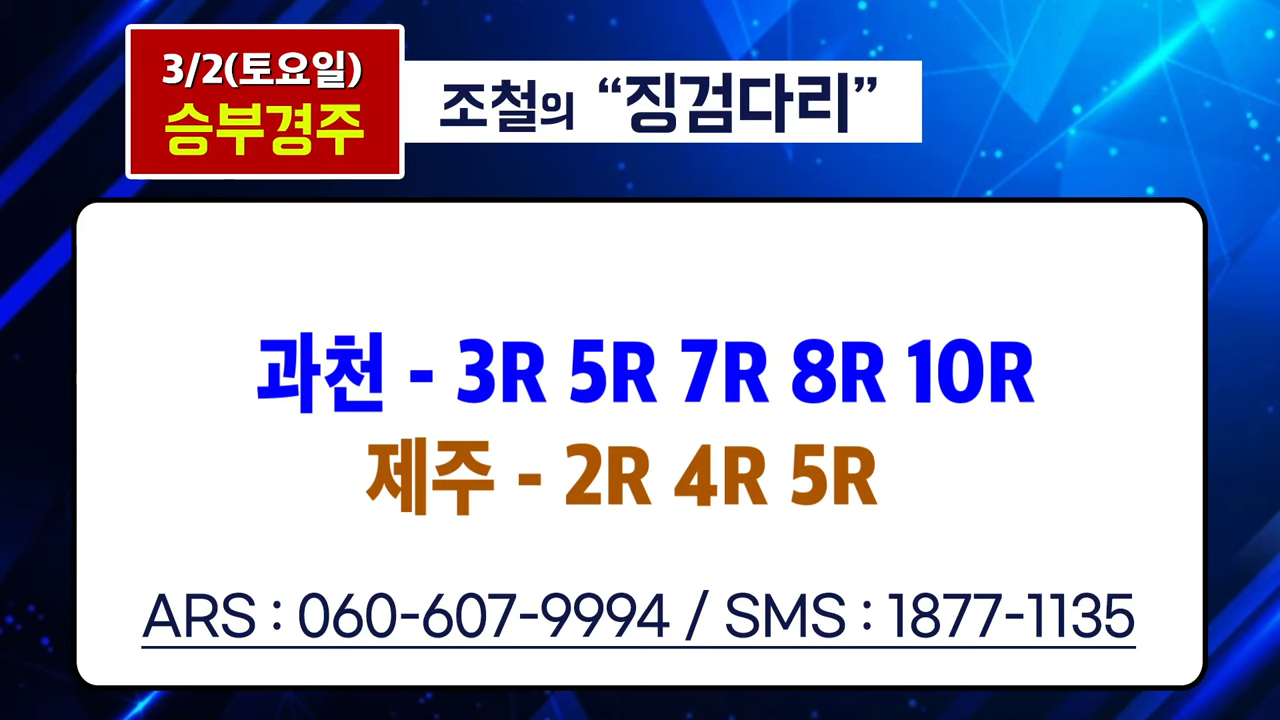 3/2(토요일)
승부경주
조철의 “징검다리”
과천 - 3R 5R 7R 8R 10R
제주 - 2R 4R 5R
ARS : 060-607-9994 / SMS : 1877-1135